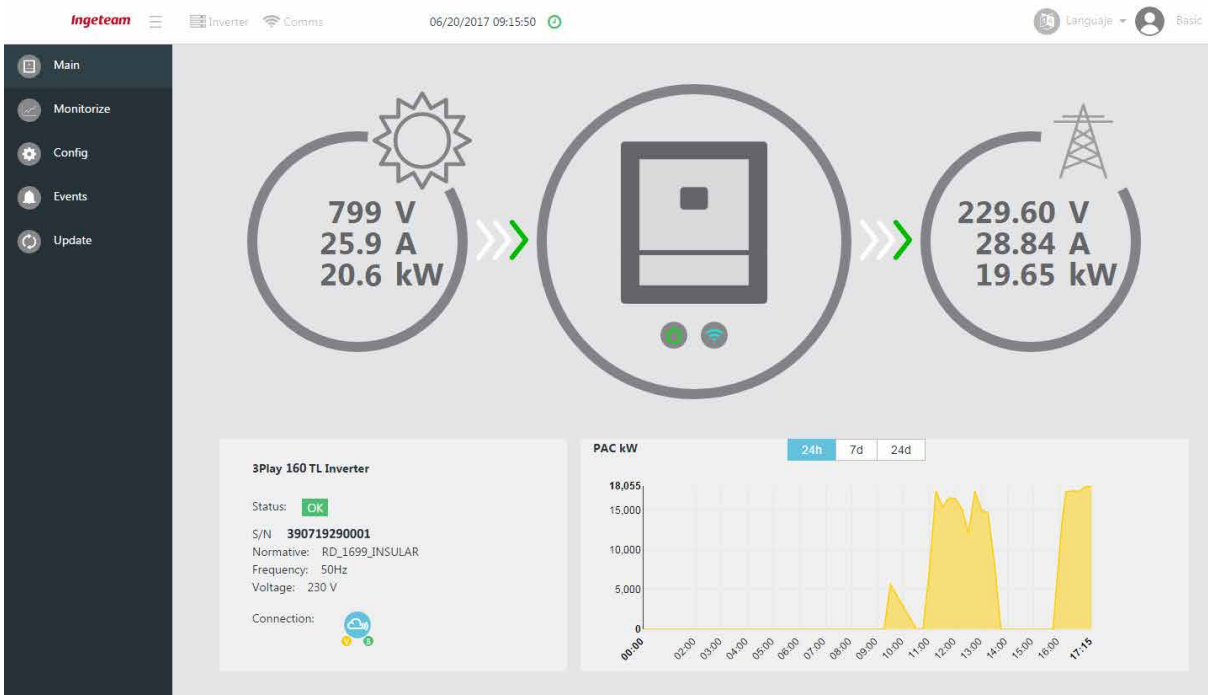 Ingeteam
Inverter Comms 06/20/2017 09:15:50 Languaje Basic
Main
Monitorize
Config
Events
Update
799 V
25.9 A
20.6 kW
229.60 V
28.84 A
19.65 kW
3Play 160 TL Inverter
Status: OK
S/N 390719290001
Normative: RD_1699_INSULAR
Frequency: 50Hz
Voltage: 230 V
Connection:
V S
PAC kW
24h 7d 24d
18,055
15,000
10,000
5,000
0
00:00 02:00 03:00 04:00 05:00 06:00 07:00 08:00 09:00 10:00 11:00 12:00 13:00 14:00 15:00 16:00 17:15